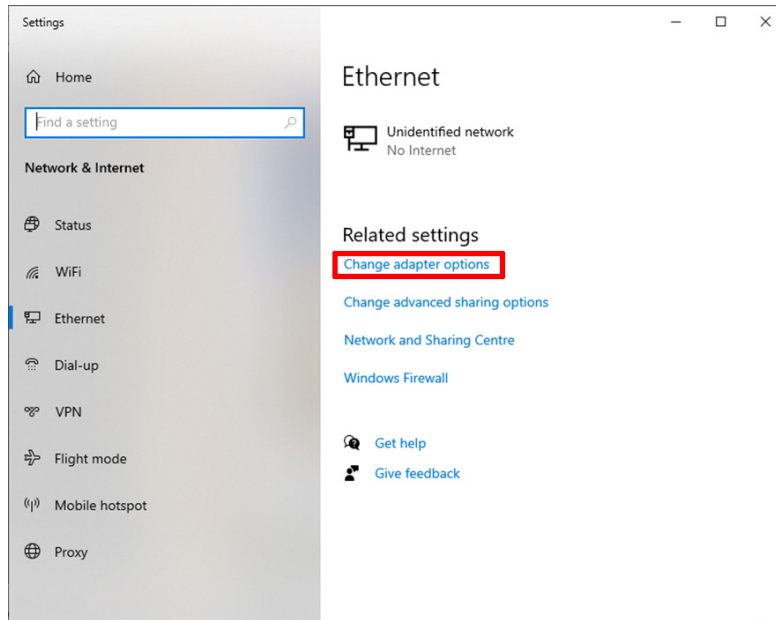 Settings
Home
Find a setting
Network & Internet
Status
WiFi
Ethernet
Dial-up
VPN
Flight mode
Mobile hotspot
Proxy
Ethernet
Unidentified network
No Internet
Related settings
Change adapter options
Change advanced sharing options
Network and Sharing Centre
Windows Firewall
Get help
Give feedback